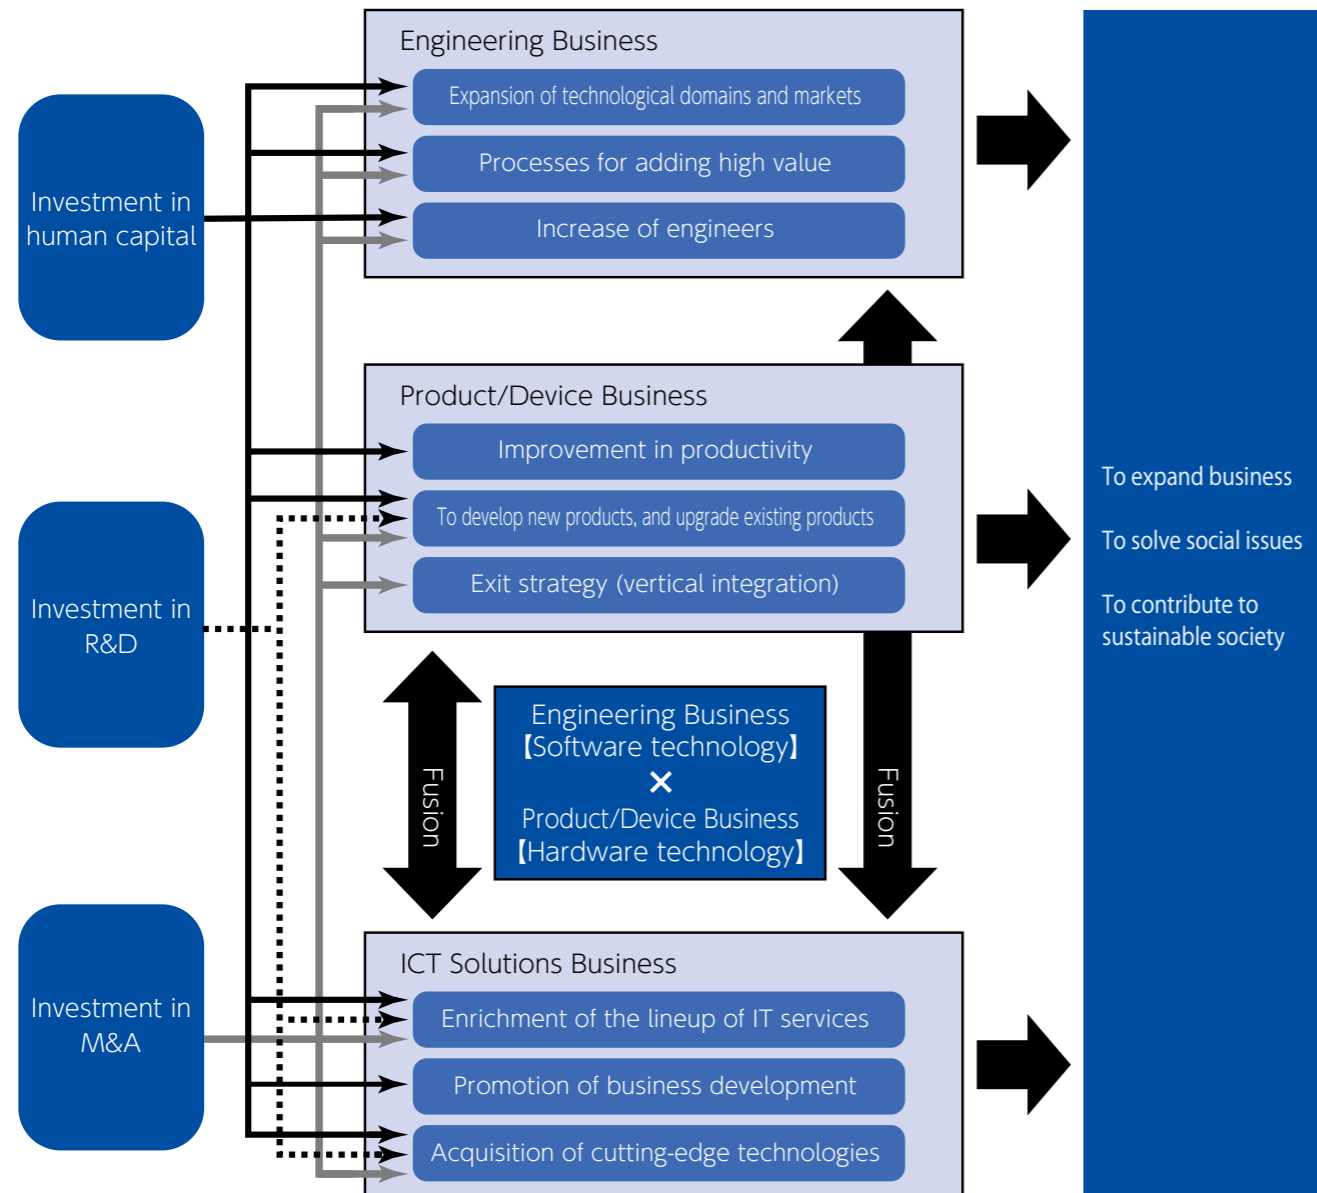 Investment in
human capital
Investment in
R&D
Investment in
M&A
Engineering Business
Expansion of technological domains and markets
Processes for adding high value
Increase of engineers
Product/Device Business
Improvement in productivity
To develop new products, and upgrade existing products
Exit strategy (vertical integration)
Fusion
Engineering Business
【Software technology】
×
Product/Device Business
【Hardware technology】
Fusion
ICT Solutions Business
Enrichment of the lineup of IT services
Promotion of business development
Acquisition of cutting-edge technologies
To expand business
To solve social issues
To contribute to
sustainable society